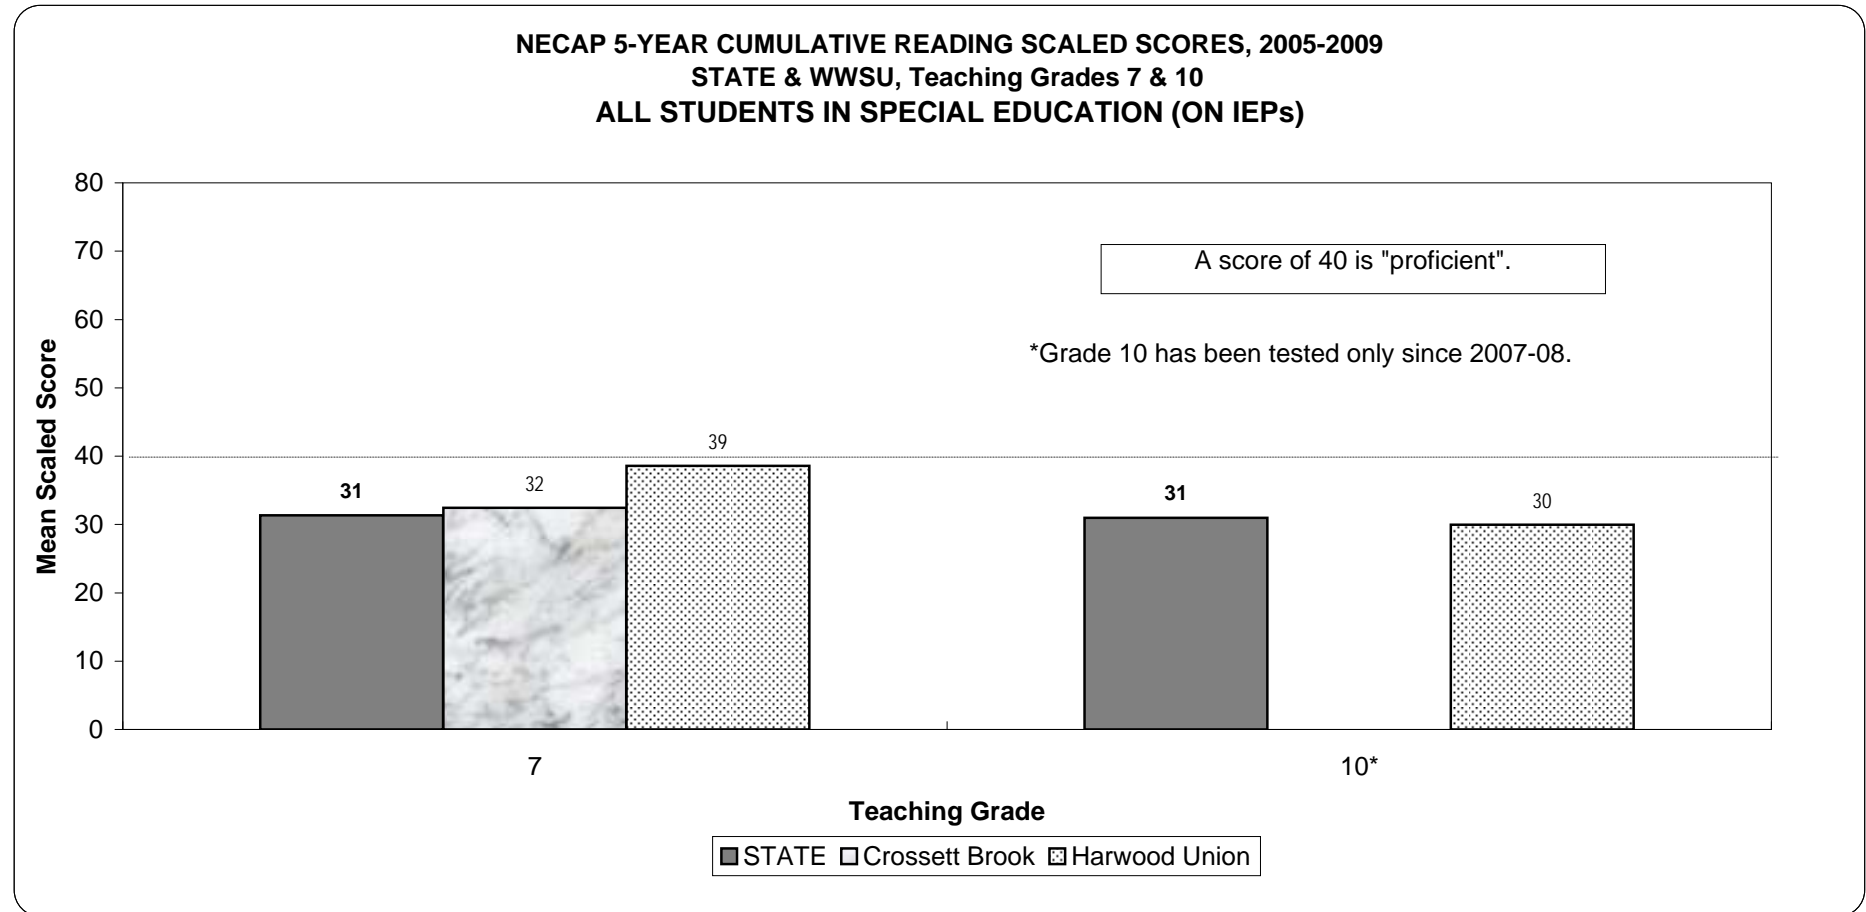 NECAP 5-YEAR CUMULATIVE READING SCALED SCORES, 2005-2009
STATE & WWSU, Teaching Grades 7 & 10
ALL STUDENTS IN SPECIAL EDUCATION (ON IEPs)
80
70
60
50
40
30
20
10
0
Mean Scaled Score
A score of 40 is "proficient".
*Grade 10 has been tested only since 2007-08.
31
32
39
31
30
7
10*
Teaching Grade
STATE Crossett Brook Harwood Union